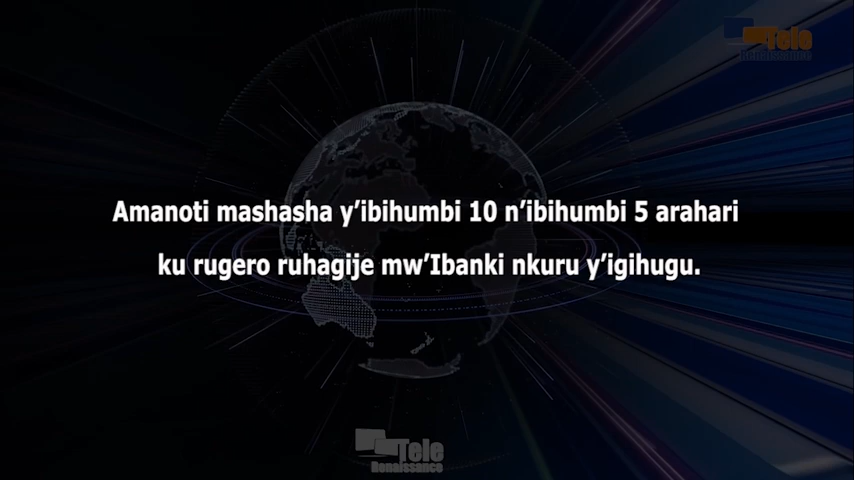 Tele
Renaissance
Amanoti mashasha y’ibihumbi 10 n’ibihumbi 5 arahari
ku rugero ruhagije mw’Ibanki nkuru y’igihugu.
Tele
Renaissance